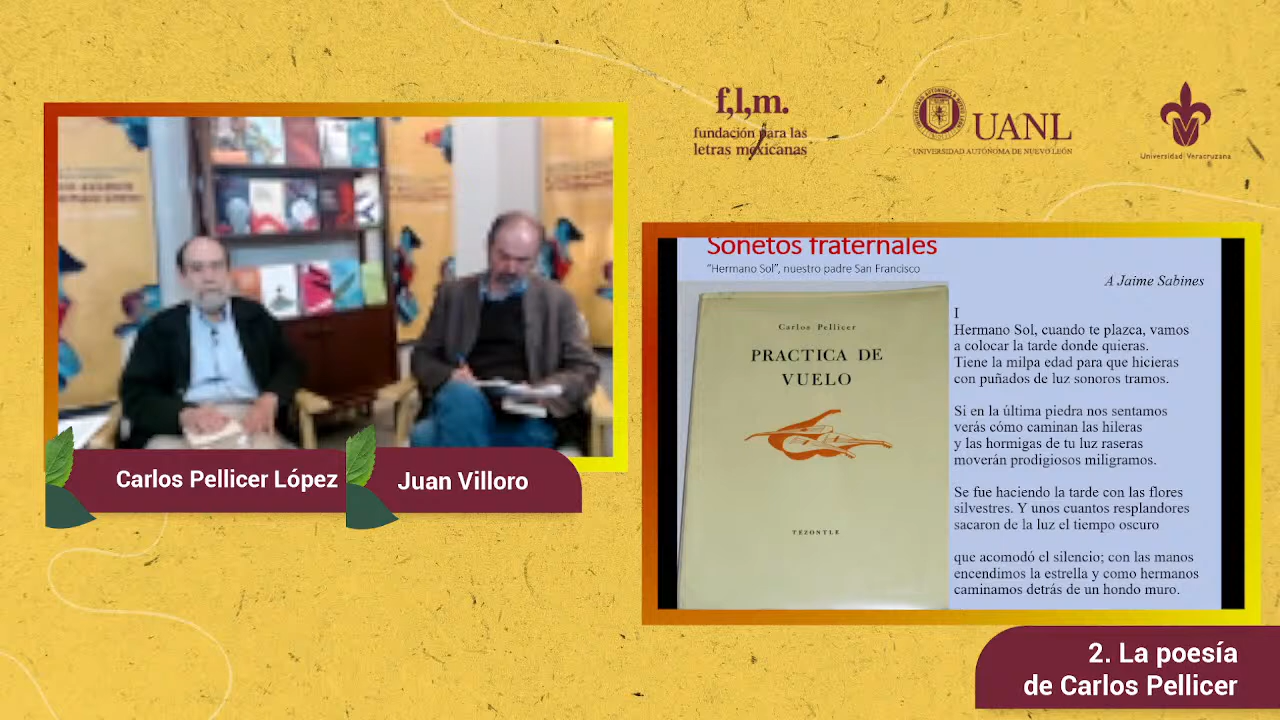 f,l,m.
fundación para las
letras mexicanas
UANL
UNIVERSIDAD AUTÓNOMA DE NUEVO LEÓN
Universidad Veracruzana
Carlos Pellicer López
Juan Villoro
Sonetos fraternales
"Hermano Sol", nuestro padre San Francisco
A Jaime Sabines
Carlos Pellicer
PRACTICA DE
VUELO
TEZONTLE
I
Hermano Sol, cuando te plazca, vamos
a colocar la tarde donde quieras.
Tiene la milpa edad para que hicieras
con puñados de luz sonoros tramos.
Si en la última piedra nos sentamos
verás cómo caminan las hileras
y las hormigas de tu luz raseras
moverán prodigiosos miligramos.
Se fue haciendo la tarde con las flores
silvestres. Y unos cuantos resplandores
sacaron de la luz el tiempo oscuro
que acomodó el silencio; con las manos
encendimos la estrella y como hermanos
caminamos detrás de un hondo muro.
2. La poesía
de Carlos Pellicer